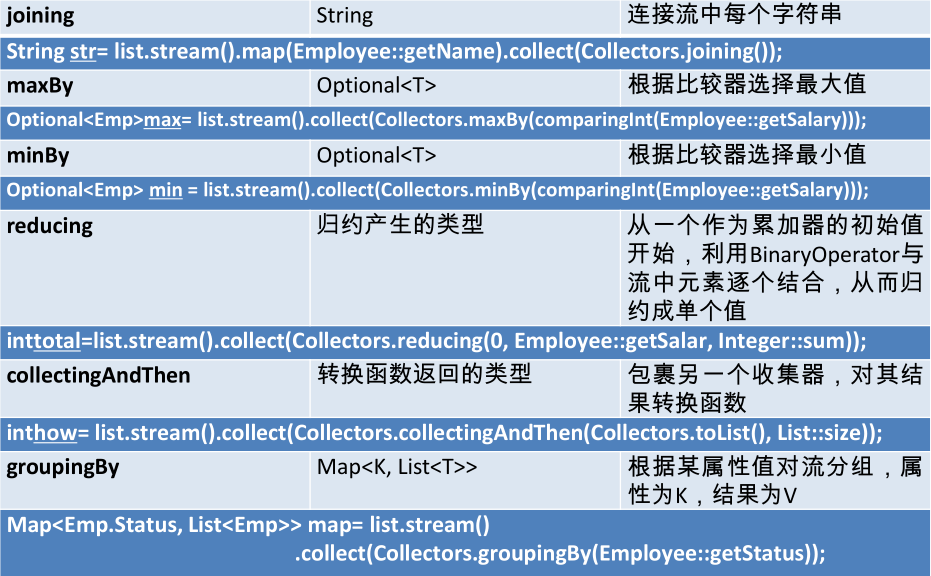 joining String 连接流中每个字符串
String str= list.stream().map(Employee::getName).collect(Collectors.joining());
maxBy Optional<T> 根据比较器选择最大值
Optional<Emp>max= list.stream().collect(Collectors.maxBy(comparingInt(Employee::getSalary)));
minBy Optional<T> 根据比较器选择最小值
Optional<Emp> min = list.stream().collect(Collectors.minBy(comparingInt(Employee::getSalary)));
reducing 归约产生的类型 从一个作为累加器的初始值
开始，利用BinaryOperator与
流中元素逐个结合，从而归
约成单个值
inttotal=list.stream().collect(Collectors.reducing(0, Employee::getSalar, Integer::sum));
collectingAndThen 转换函数返回的类型 包裹另一个收集器，对其结
果转换函数
inthow= list.stream().collect(Collectors.collectingAndThen(Collectors.toList(), List::size));
groupingBy Map<K, List<T>> 根据某属性值对流分组，属
性为K，结果为V
Map<Emp.Status, List<Emp>> map= list.stream()
.collect(Collectors.groupingBy(Employee::getStatus));